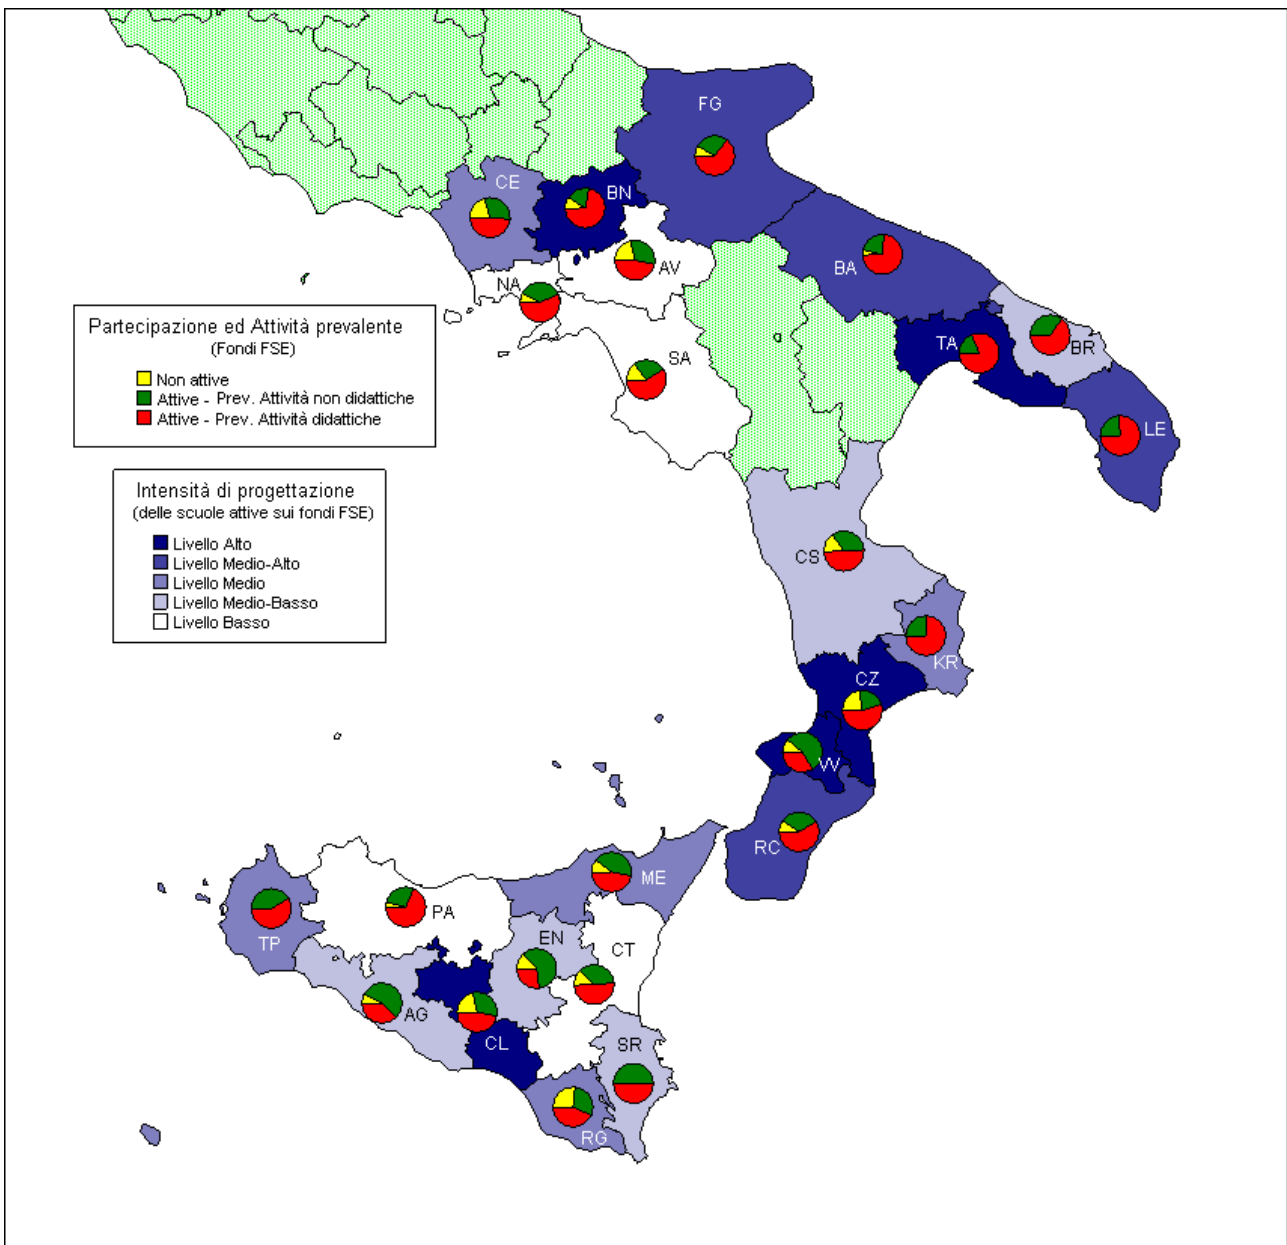 FG
CE
BN
AV
BA
NA
Partecipazione ed Attività prevalente
(Fondi FSE)
Non attive
Attive - Prev. Attività non didattiche
Attive - Prev. Attività didattiche
SA
TA
BR
LE
Intensità di progettazione
(delle scuole attive sui fondi FSE)
Livello Alto
Livello Medio-Alto
Livello Medio
Livello Medio-Basso
Livello Basso
CS
KR
CZ
VV
RC
ME
PA
TP
EN
CT
AG
CL
SR
RG